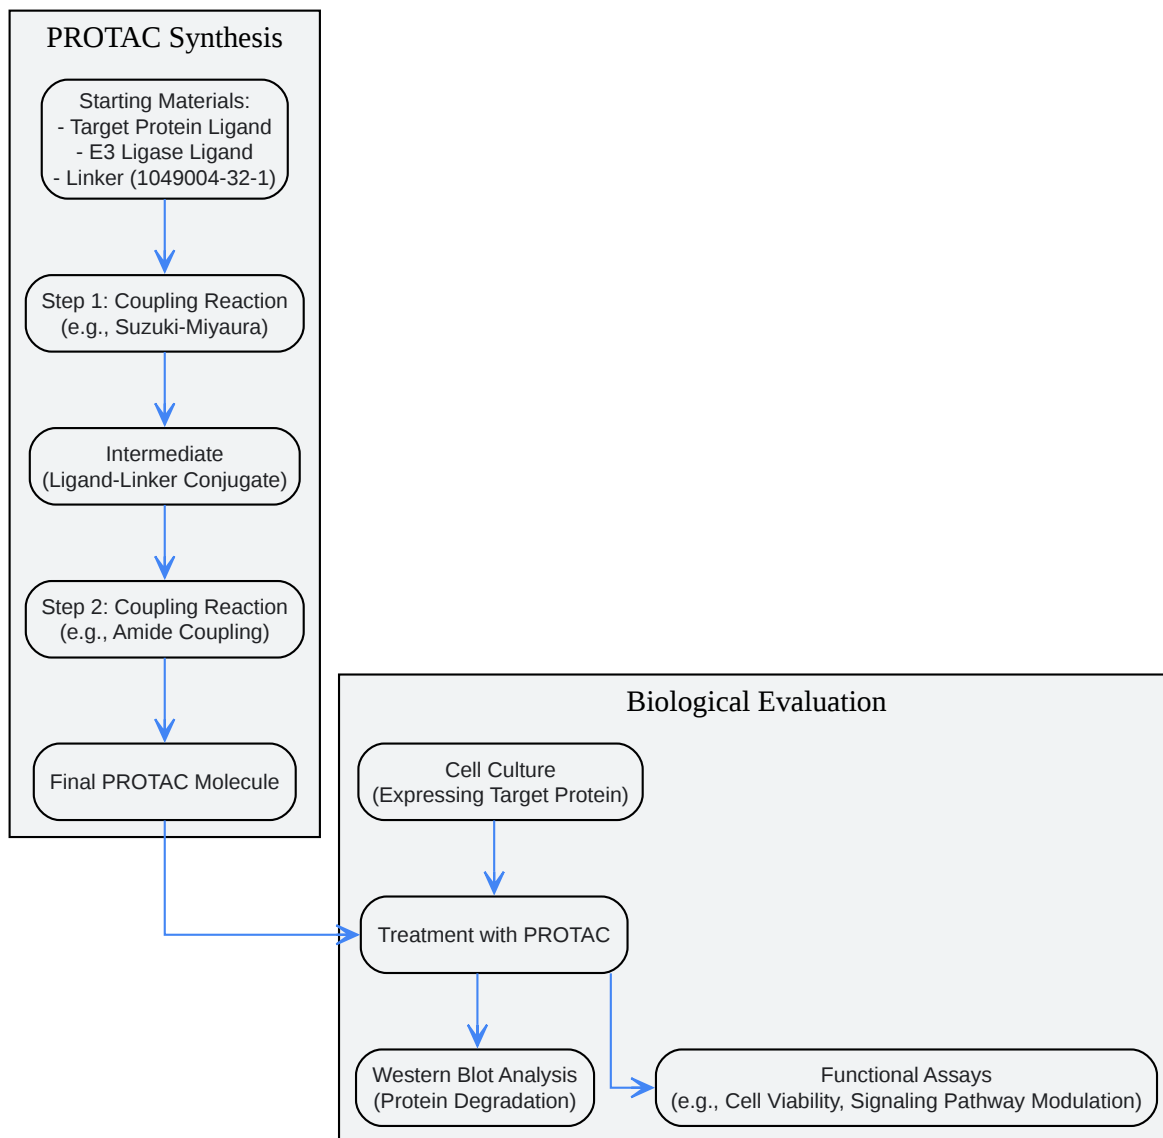 PROTAC Synthesis
Starting Materials:
- Target Protein Ligand
- E3 Ligase Ligand
- Linker (1049004-32-1)
Step 1: Coupling Reaction
(e.g., Suzuki-Miyaura)
Intermediate
(Ligand-Linker Conjugate)
Step 2: Coupling Reaction
(e.g., Amide Coupling)
Final PROTAC Molecule
Biological Evaluation
Cell Culture
(Expressing Target Protein)
Treatment with PROTAC
Western Blot Analysis
(Protein Degradation)
Functional Assays
(e.g., Cell Viability, Signaling Pathway Modulation)